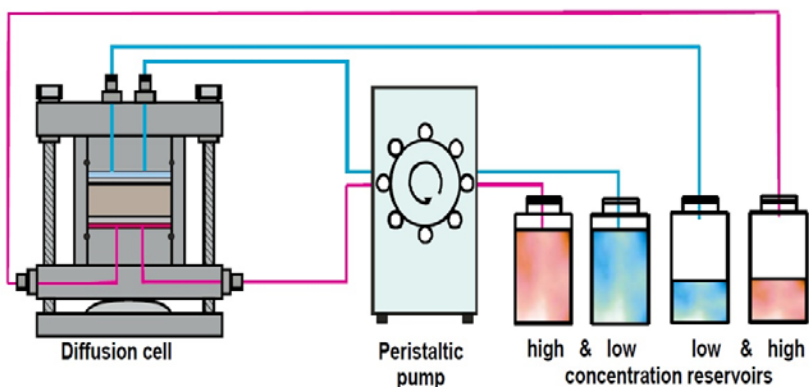 Diffusion cell
Peristaltic
pump
high & low
low & high
concentration reservoirs